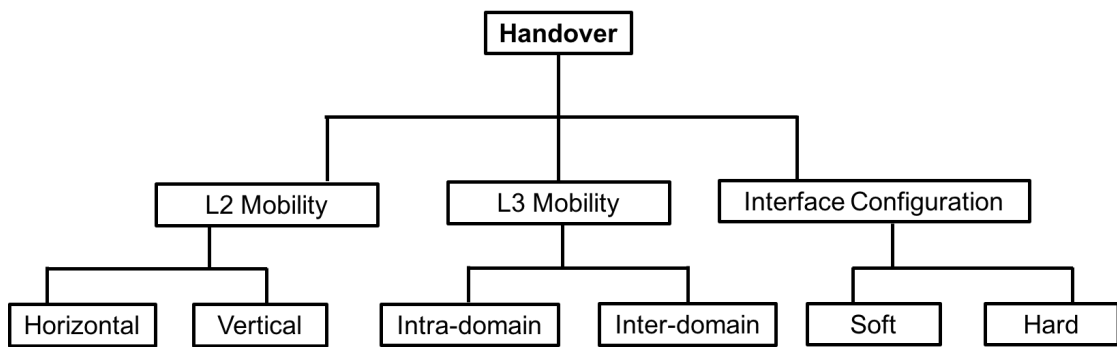 Handover
L2 Mobility
L3 Mobility
Interface Configuration
Horizontal
Vertical
Intra-domain
Inter-domain
Soft
Hard